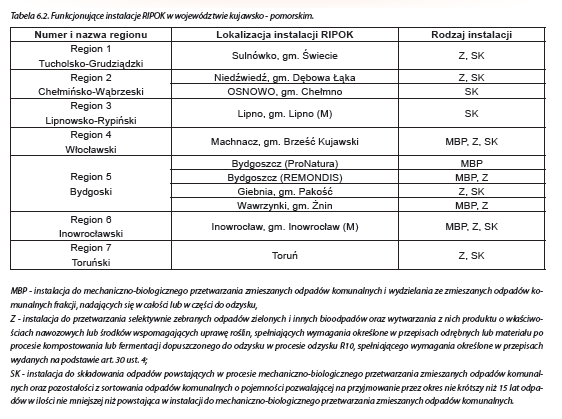 Tabela 6.2. Funkcjonujące instalacje RIPOK w województwie kujawsko - pomorskim.
Numer i nazwa regionu Lokalizacja instalacji RIPOK Rodzaj instalacji
Region 1
Tucholsko-Grudziądzki
Sulnówko, gm. Świecie Z, SK
Region 2
Chełmińsko-Wąbrzeski
Niedźwiedź, gm. Dębowa Łąka Z, SK
OSNOWO, gm. Chełmno SK
Region 3
Lipnowsko-Rypiński
Lipno, gm. Lipno (M) SK
Region 4
Włocławski
Machnacz, gm. Brześć Kujawski MBP, Z, SK
Region 5
Bydgoski
Bydgoszcz (ProNatura) MBP
Bydgoszcz (REMONDIS) MBP, Z
Giebnia, gm. Pakość Z, SK
Wawrzynki, gm. Żnin MBP, Z
Region 6
Inowrocławski
Inowrocław, gm. Inowrocław (M) MBP, Z, SK
Region 7
Toruński
Toruń Z, SK
MBP - instalacja do mechaniczno-biologicznego przetwarzania zmieszanych odpadów komunalnych i wydzielania ze zmieszanych odpadów ko-
munalnych frakcji, nadających się w całości lub w części do odzysku,
Z - instalacja do przetwarzania selektywnie zebranych odpadów zielonych i innych bioodpadów oraz wytwarzania z nich produktu o właściwo-
ściach nawozowych lub środków wspomagających uprawę roślin, spełniających wymagania określone w przepisach odrębnych lub materiału po
procesie kompostowania lub fermentacji dopuszczonego do odzysku w procesie odzysku R10, spełniającego wymagania określone w przepisach
wydanych na podstawie art. 30 ust. 4;
SK - instalacja do składowania odpadów powstających w procesie mechaniczno-biologicznego przetwarzania zmieszanych odpadów komunal-
nych oraz pozostałości z sortowania odpadów komunalnych o pojemności pozwalającej na przyjmowanie przez okres nie krótszy niż 15 lat odpa-
dów w ilości nie mniejszej niż powstająca w instalacji do mechaniczno-biologicznego przetwarzania zmieszanych odpadów komunalnych.